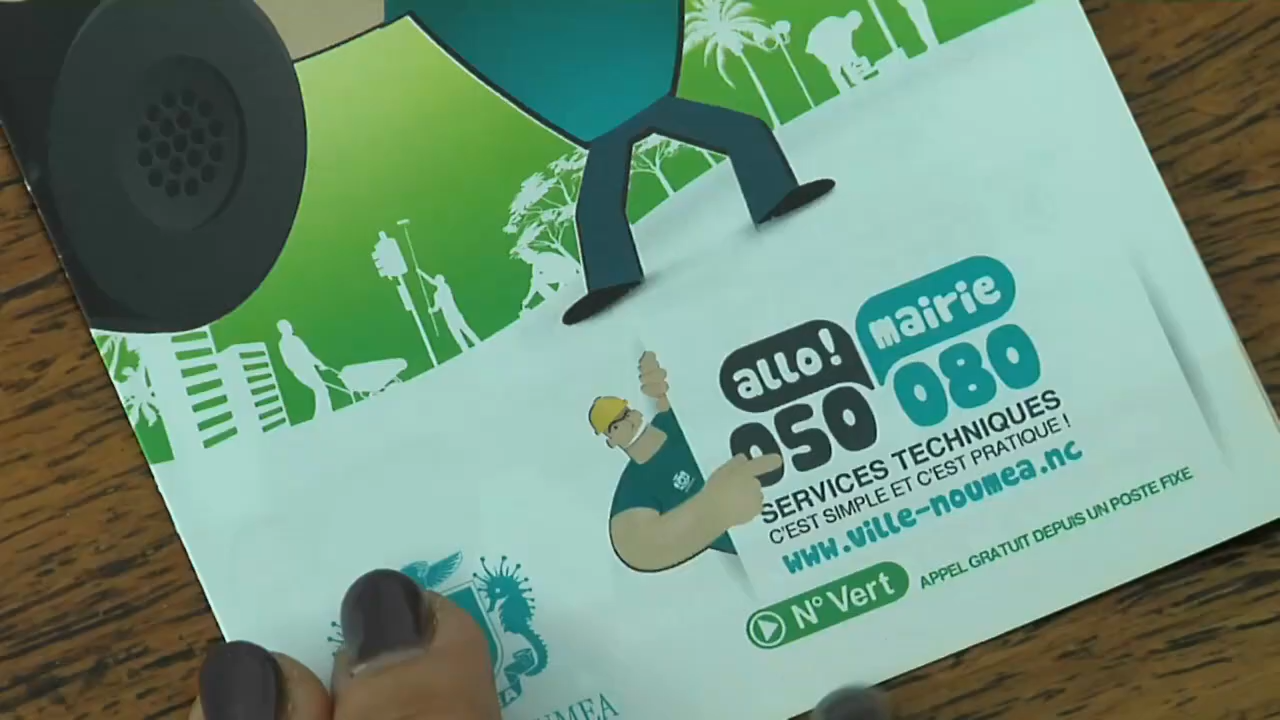 allo! mairie
050 080
SERVICES TECHNIQUES
C'EST SIMPLE ET C'EST PRATIQUE !
www.ville-noumea.nc
N° Vert APPEL GRATUIT DEPUIS UN POSTE FIXE